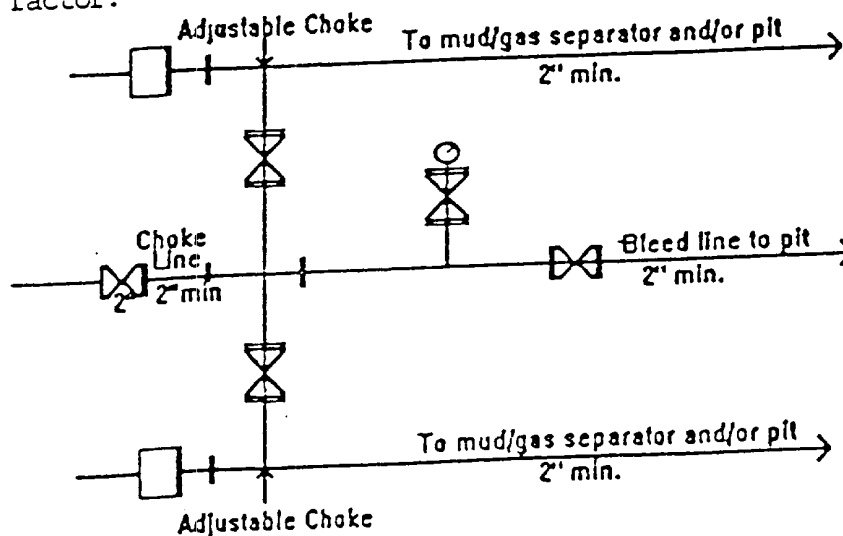 factor.
Adjustable Choke
To mud/gas separator and/or pit
2" min.
Choke
Line
2"
2" min
Bleed line to pit
2" min.
To mud/gas separator and/or pit
2" min.
Adjustable Choke